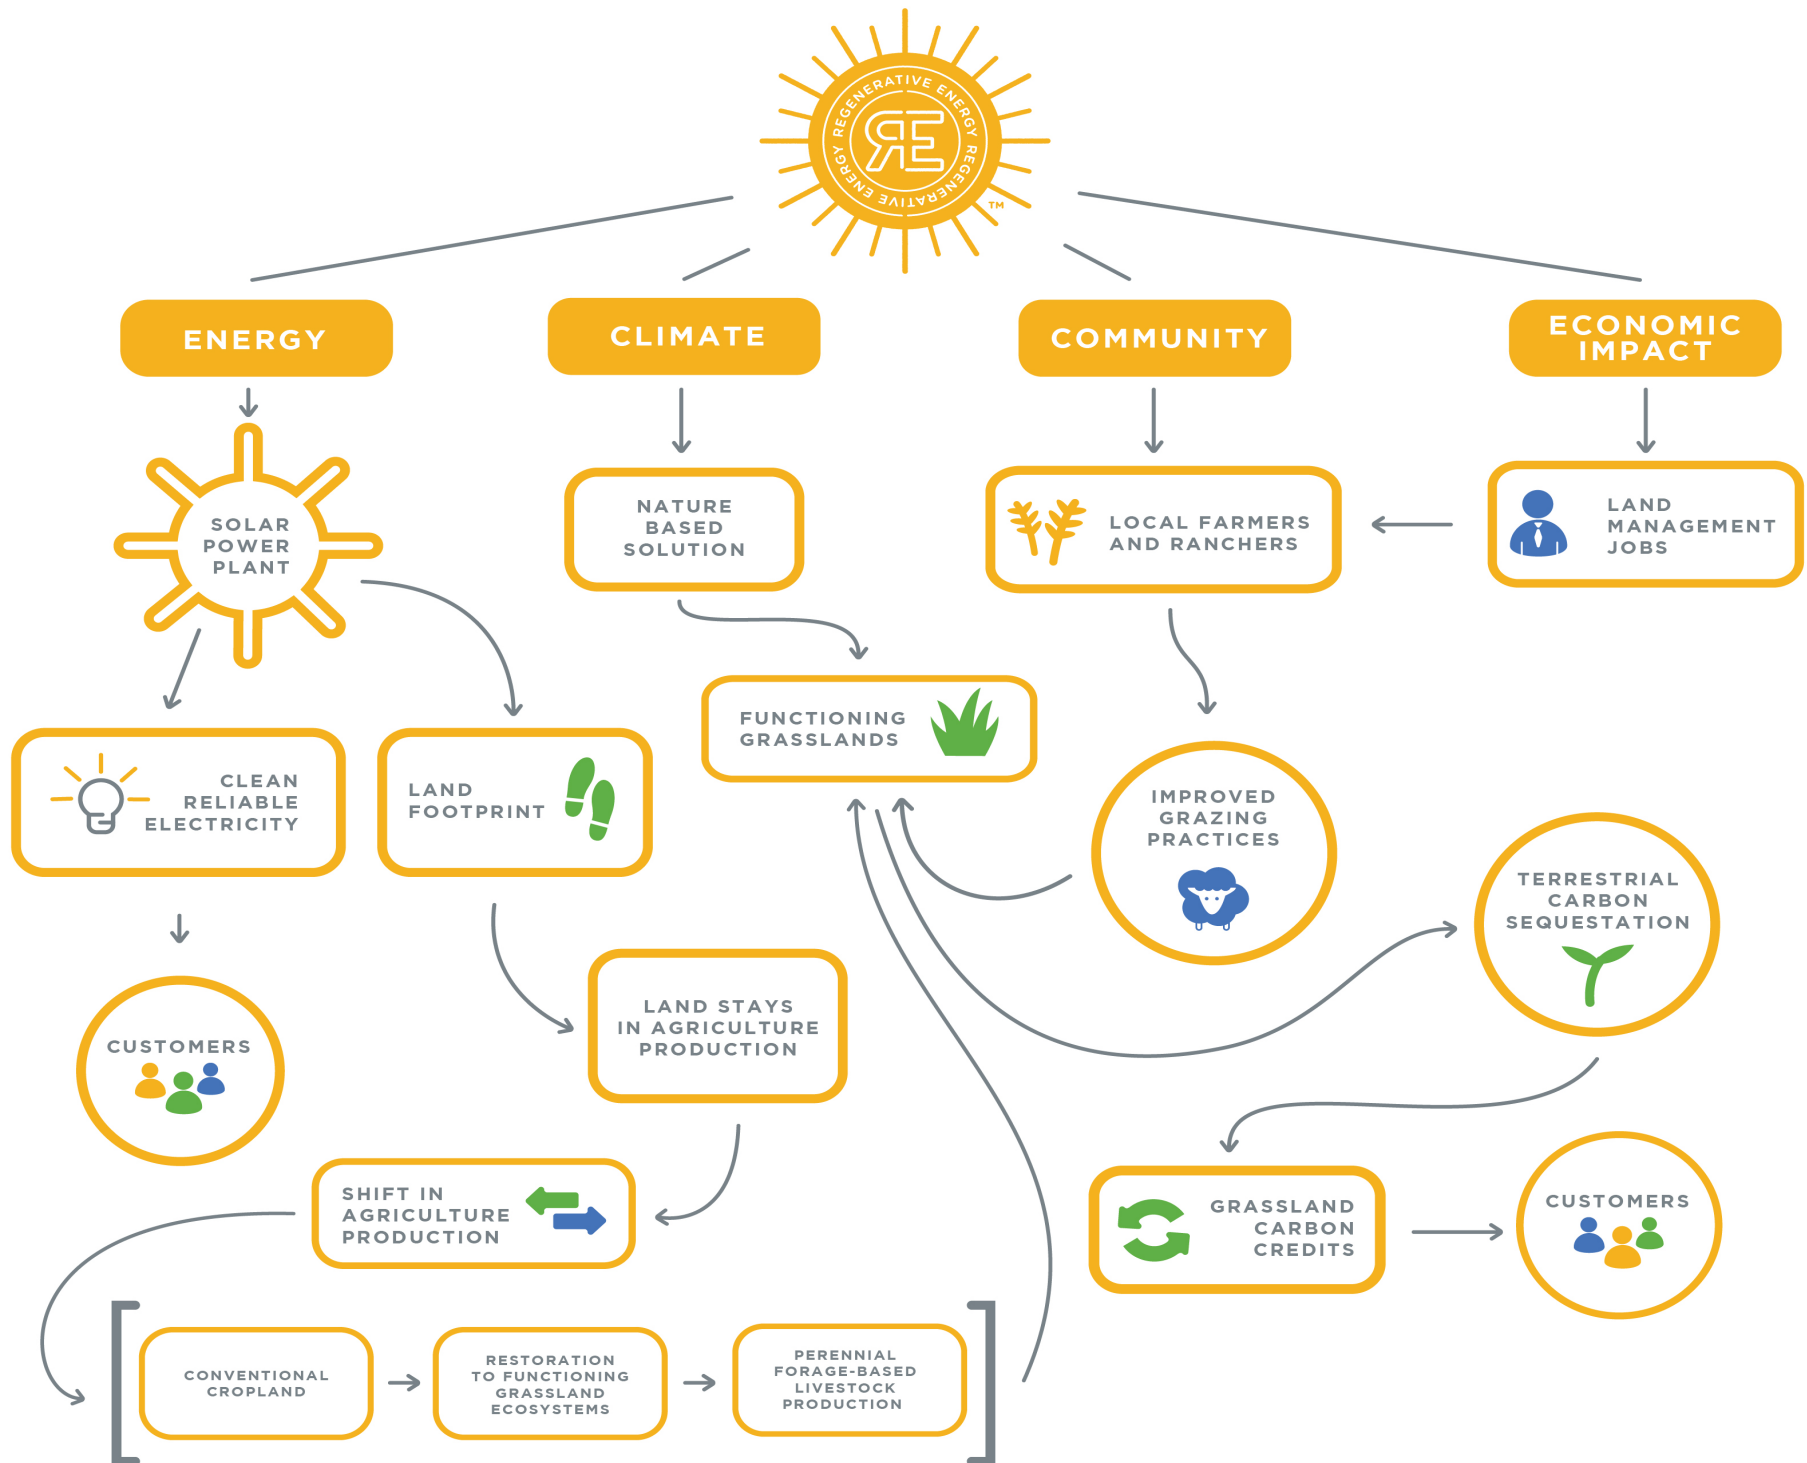 REGENERATIVE ENERGY REGENERATIVE ENERGY
RE
TM
ENERGY
CLIMATE
COMMUNITY
ECONOMIC
IMPACT
SOLAR
POWER
PLANT
NATURE
BASED
SOLUTION
LOCAL FARMERS
AND RANCHERS
LAND
MANAGEMENT
JOBS
CLEAN
RELIABLE
ELECTRICITY
LAND
FOOTPRINT
FUNCTIONING
GRASSLANDS
IMPROVED
GRAZING
PRACTICES
TERRESTRIAL
CARBON
SEQUESTATION
CUSTOMERS
LAND STAYS
IN AGRICULTURE
PRODUCTION
SHIFT IN
AGRICULTURE
PRODUCTION
GRASSLAND
CARBON
CREDITS
CUSTOMERS
CONVENTIONAL
CROPLAND
RESTORATION
TO FUNCTIONING
GRASSLAND
ECOSYSTEMS
PERENNIAL
FORAGE-BASED
LIVESTOCK
PRODUCTION